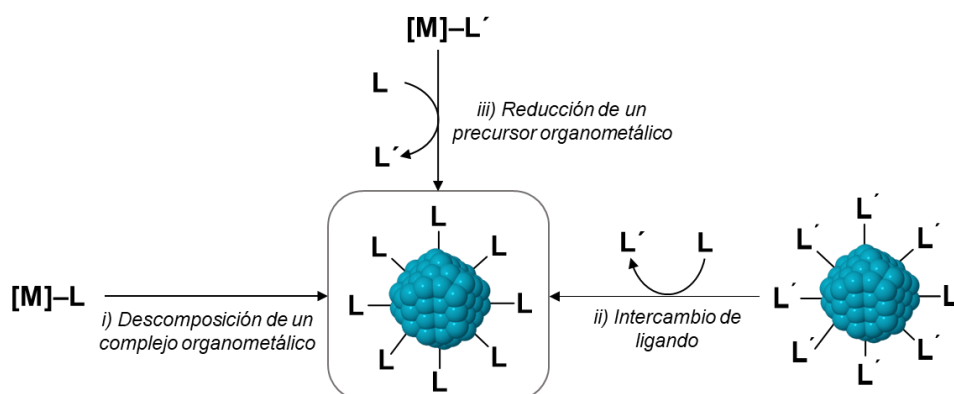 [M]–L´
L
iii) Reducción de un
precursor organometálico
L´
[M]–L
i) Descomposición de un
complejo organometálico
L
L
L
L
L
L
L
L
L´
L
ii) Intercambio de
ligando
L´
L´
L´
L´
L
L´
L´
L´